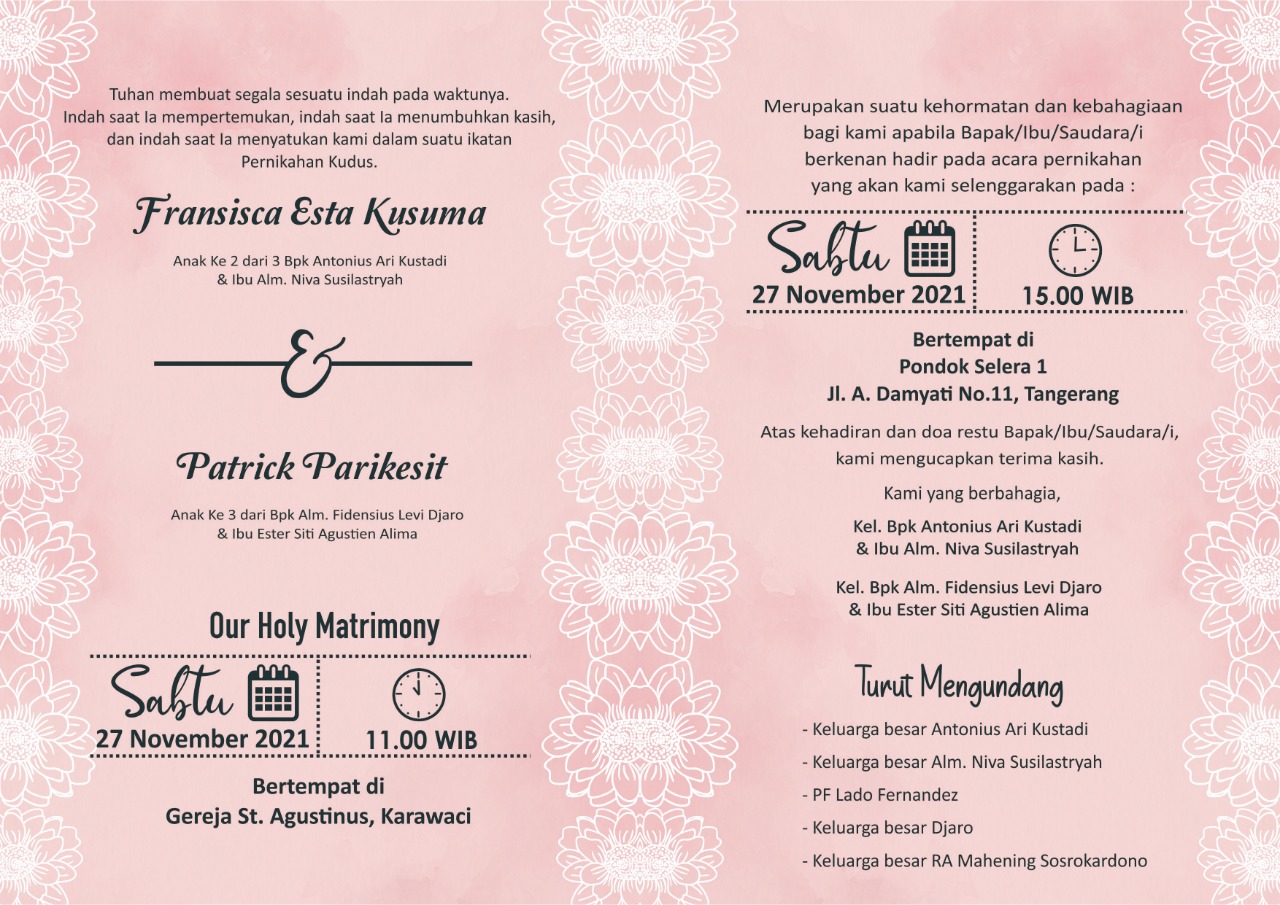 Tuhan membuat segala sesuatu indah pada waktunya.
Indah saat Ia mempertemukan, indah saat Ia menumbuhkan kasih,
dan indah saat Ia menyatukan kami dalam suatu ikatan
Pernikahan Kudus.
Fransisca Esta Kusuma
Anak Ke 2 dari 3 Bpk Antonius Ari Kustadi
& Ibu Alm. Niva Susilastryah
&
Patrick Parikesit
Anak Ke 3 dari Bpk Alm. Fidensius Levi Djaro
& Ibu Ester Siti Agustien Alima
Our Holy Matrimony
Sabtu
27 November 2021
11.00 WIB
Bertempat di
Gereja St. Agustinus, Karawaci
Merupakan suatu kehormatan dan kebahagiaan
bagi kami apabila Bapak/Ibu/Saudara/i
berkenan hadir pada acara pernikahan
yang akan kami selenggarakan pada :
Sabtu
27 November 2021
15.00 WIB
Bertempat di
Pondok Selera 1
Jl. A. Damyati No.11, Tangerang
Atas kehadiran dan doa restu Bapak/Ibu/Saudara/i,
kami mengucapkan terima kasih.
Kami yang berbahagia,
Kel. Bpk Antonius Ari Kustadi
& Ibu Alm. Niva Susilastryah
Kel. Bpk Alm. Fidensius Levi Djaro
& Ibu Ester Siti Agustien Alima
Turut Mengundang
- Keluarga besar Antonius Ari Kustadi
- Keluarga besar Alm. Niva Susilastryah
- PF Lado Fernandez
- Keluarga besar Djaro
- Keluarga besar RA Mahening Sosrokardono